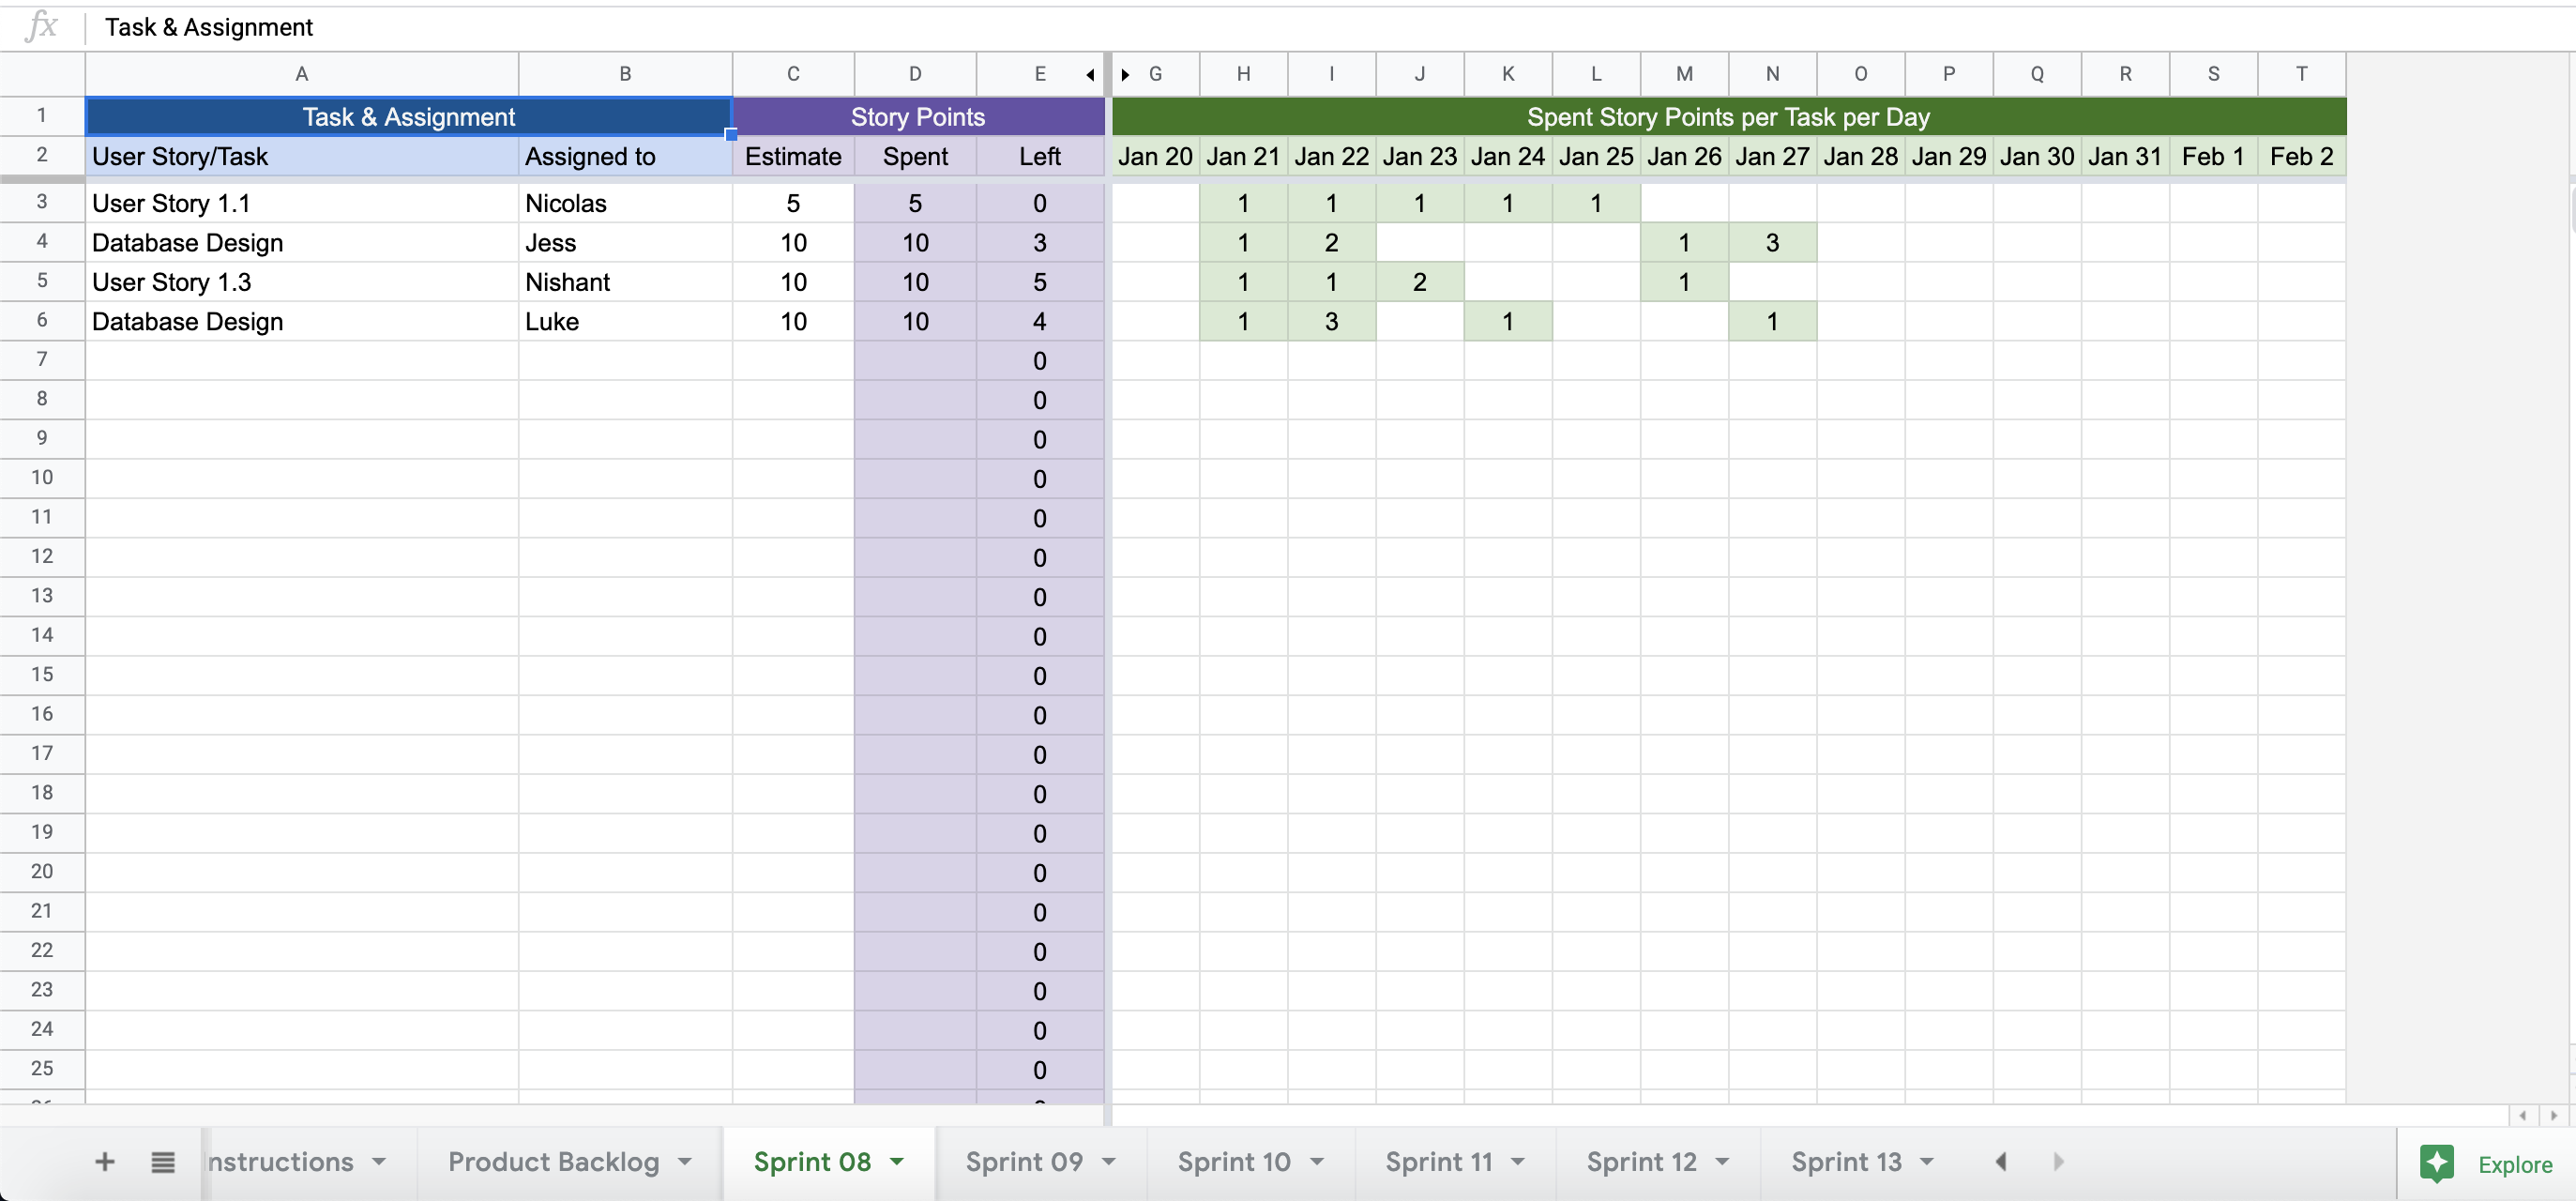 fx Task & Assignment
A B C D E G H I J K L M N O P Q R S T
1 Task & Assignment Story Points Spent Story Points per Task per Day
2 User Story/Task Assigned to Estimate Spent Left Jan 20 Jan 21 Jan 22 Jan 23 Jan 24 Jan 25 Jan 26 Jan 27 Jan 28 Jan 29 Jan 30 Jan 31 Feb 1 Feb 2
3 User Story 1.1 Nicolas 5 5 0 1 1 1 1 1
4 Database Design Jess 10 10 3 1 2 1 3
5 User Story 1.3 Nishant 10 10 5 1 1 2 1
6 Database Design Luke 10 10 4 1 3 1 1
7 0
8 0
9 0
10 0
11 0
12 0
13 0
14 0
15 0
16 0
17 0
18 0
19 0
20 0
21 0
22 0
23 0
24 0
25 0
nstructions Product Backlog Sprint 08 Sprint 09 Sprint 10 Sprint 11 Sprint 12 Sprint 13 Explore